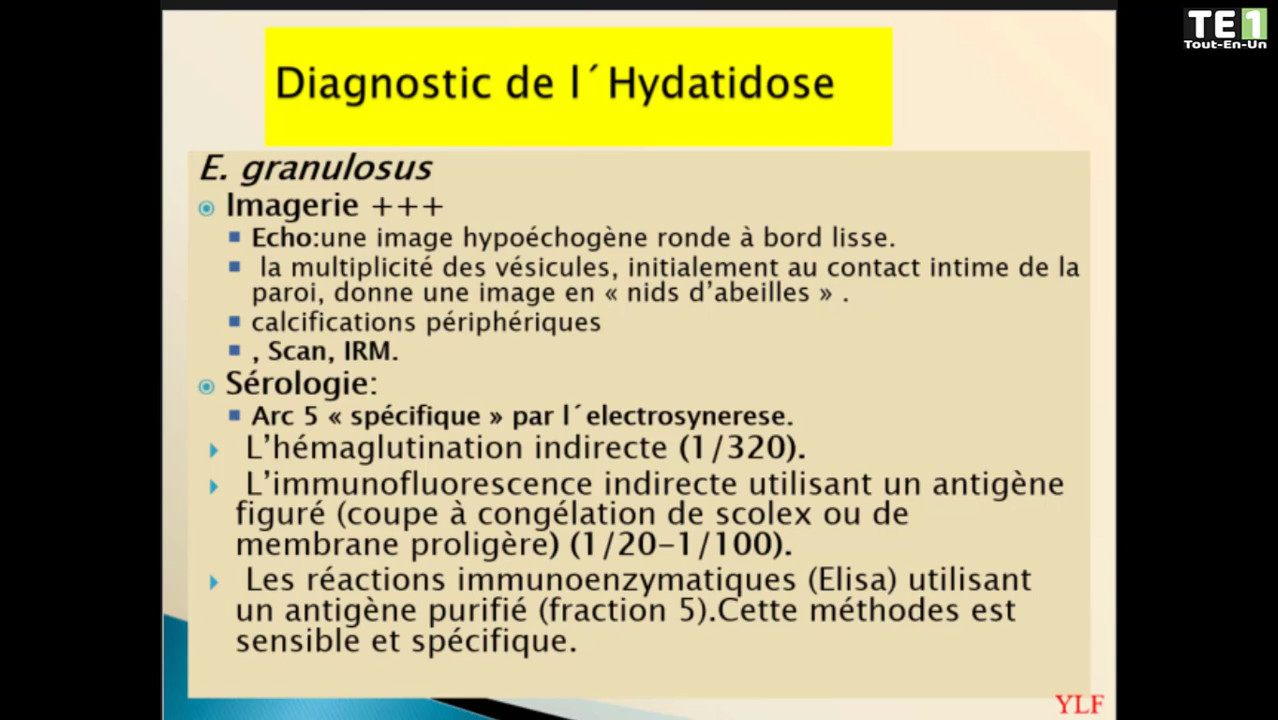 TE1
Tout-En-Un
Diagnostic de l´Hydatidose
E. granulosus
Imagerie +++
Echo:une image hypoéchogène ronde à bord lisse.
la multiplicité des vésicules, initialement au contact intime de la
paroi, donne une image en « nids d’abeilles » .
calcifications périphériques
, Scan, IRM.
Sérologie:
Arc 5 « spécifique » par l´electrosynerese.
L’hémaglutination indirecte (1/320).
L’immunofluorescence indirecte utilisant un antigène
figuré (coupe à congélation de scolex ou de
membrane proligère) (1/20-1/100).
Les réactions immunoenzymatiques (Elisa) utilisant
un antigène purifié (fraction 5).Cette méthodes est
sensible et spécifique.
YLF